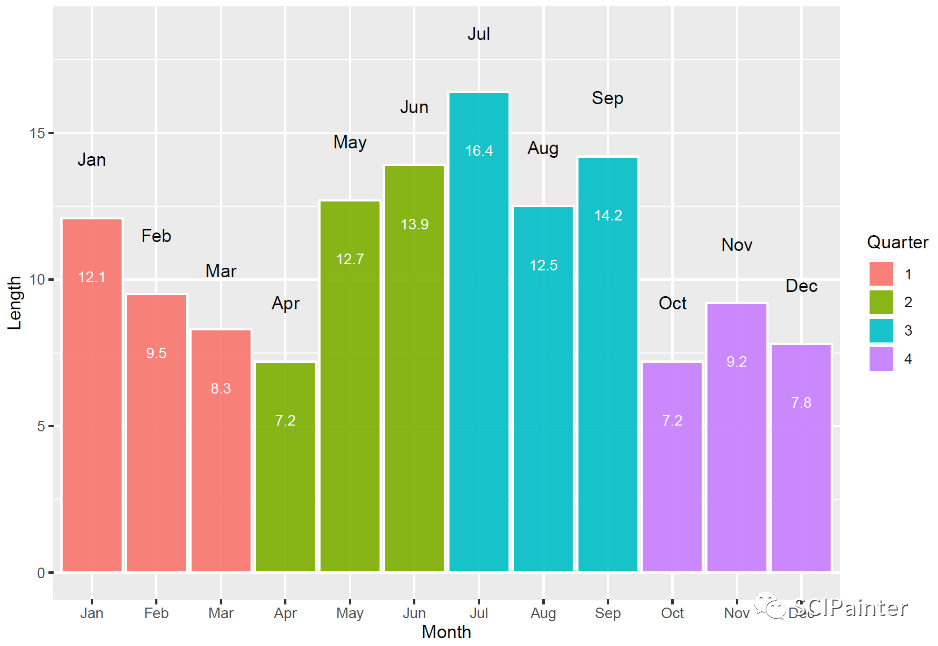 Jul
Sep
Jun
May
Aug
Jan
Feb
Nov
Mar
Dec
Apr
Oct
16.4
14.2
13.9
12.7
12.5
12.1
9.5
9.2
8.3
7.8
7.2
7.2
15
10
5
0
Length
Jan Feb Mar Apr May Jun Jul Aug Sep Oct Nov Dec
Month
Quarter
1
2
3
4
SCIPainter